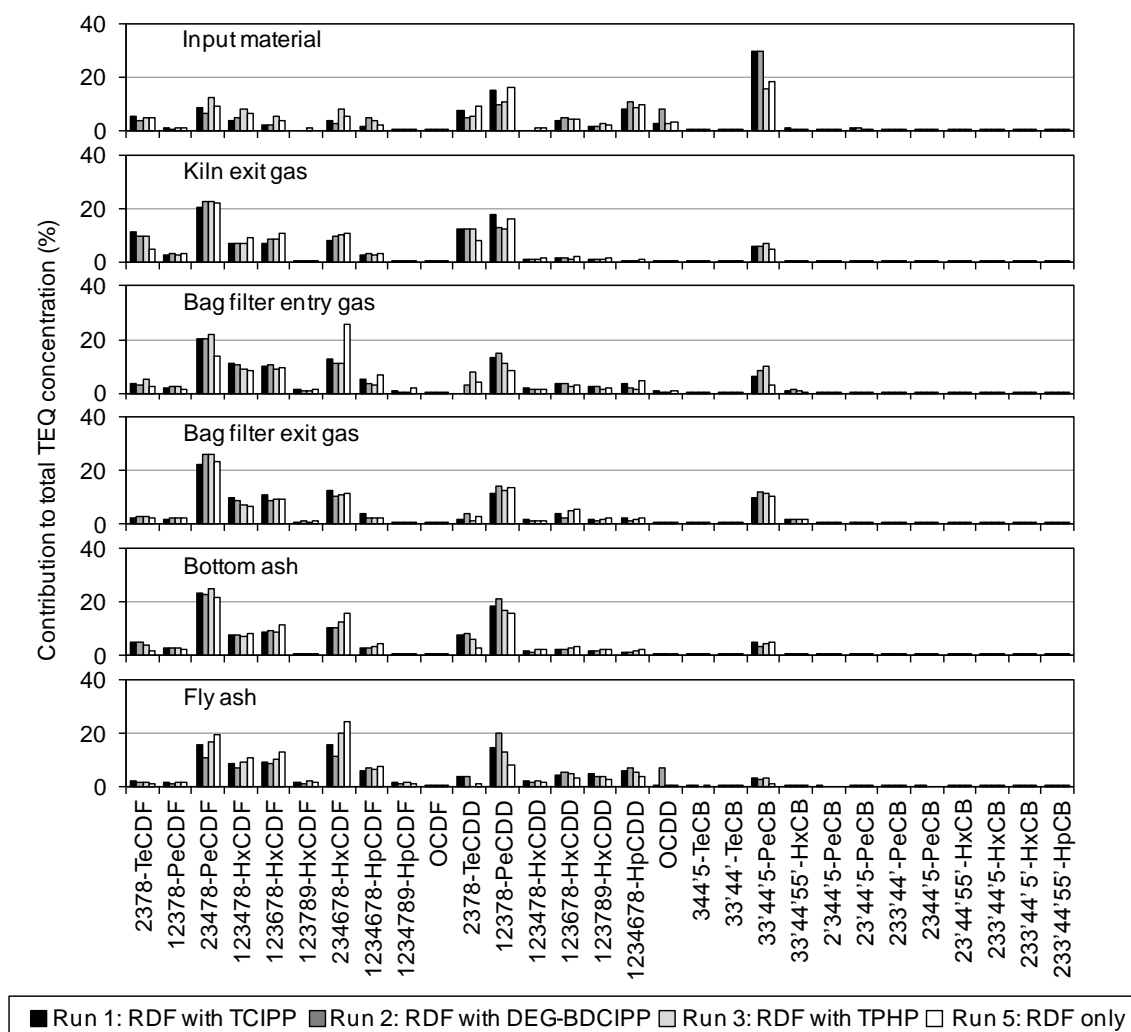 Contribution to total TEQ concentration (%)
40
Input material
20
0
40
Kiln exit gas
20
0
40
Bag filter entry gas
20
0
40
Bag filter exit gas
20
0
40
Bottom ash
20
0
40
Fly ash
20
0
2378-TeCDF
12378-PeCDF
23478-PeCDF
123478-HxCDF
123678-HxCDF
123789-HxCDF
234678-HxCDF
1234678-HpCDF
1234789-HpCDF
OCDF
2378-TeCDD
12378-PeCDD
123478-HxCDD
123678-HxCDD
123789-HxCDD
1234678-HpCDD
OCDD
344'5-TeCB
33'44'-TeCB
33'44'5-PeCB
33'44'55'-HxCB
2'344'5-PeCB
23'44'5-PeCB
233'44'-PeCB
2344'5-PeCB
23'44'55'-HxCB
233'44'5-HxCB
233'44' 5'-HxCB
233'44'55'-HpCB
Run 1: RDF with TCIPP Run 2: RDF with DEG-BDCIPP Run 3: RDF with TPHP Run 5: RDF only